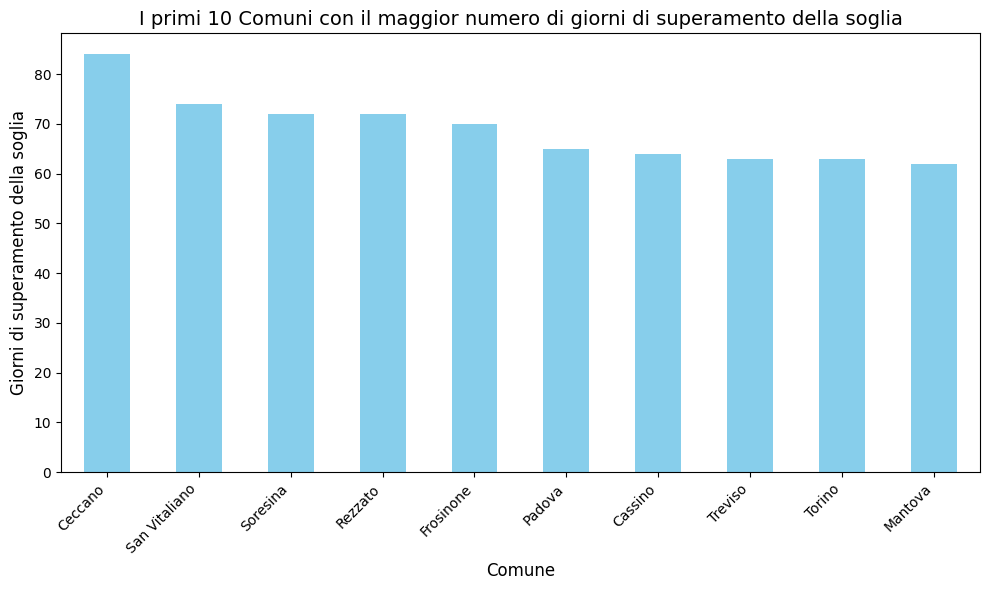 I primi 10 Comuni con il maggior numero di giorni di superamento della soglia
Giorni di superamento della soglia
80
70
60
50
40
30
20
10
0
Ceccano
San Vitaliano
Soresina
Rezzato
Frosinone
Padova
Cassino
Treviso
Torino
Mantova
Comune